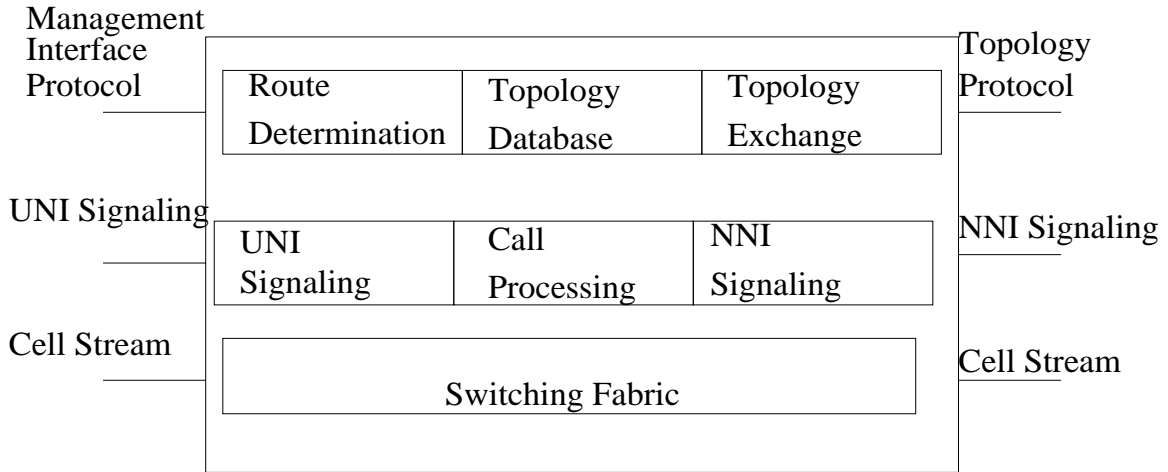 Management
Interface
Protocol
Topology
Protocol
Route
Determination
Topology
Database
Topology
Exchange
UNI Signaling
NNI Signaling
UNI
Signaling
Call
Processing
NNI
Signaling
Cell Stream
Cell Stream
Switching Fabric